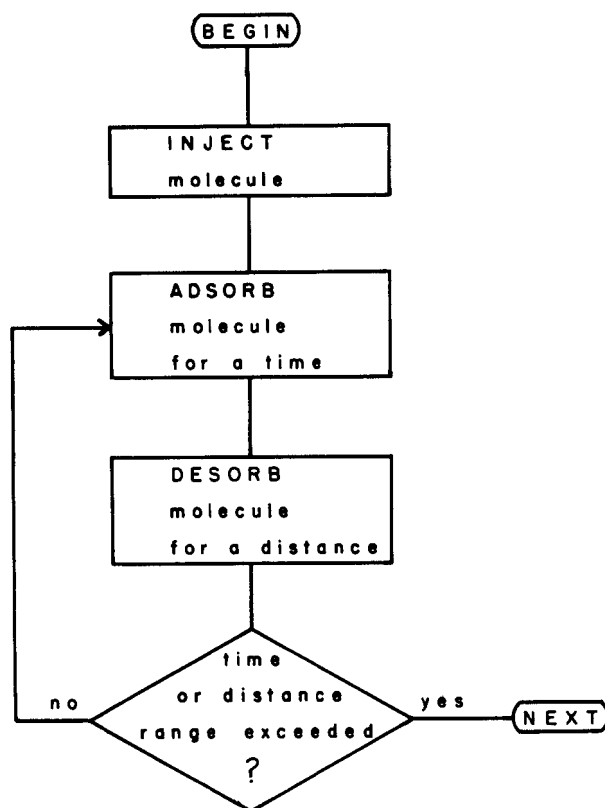 BEGIN
INJECT
molecule
ADSORB
molecule
for a time
DESORB
molecule
for a distance
time
or distance
range exceeded
?
no
yes
NEXT